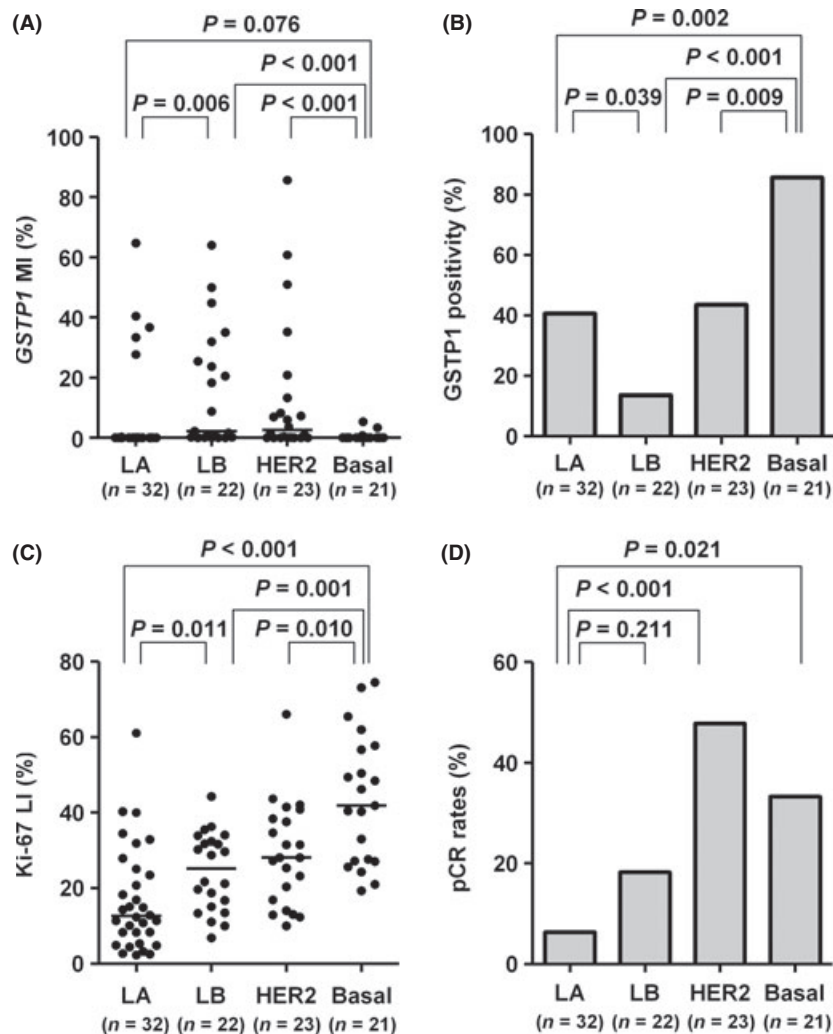 (A)
P = 0.076
P < 0.001
P = 0.006 P < 0.001
GSTP1 MI (%)
100
80
60
40
20
0
LA LB HER2 Basal
(n = 32) (n = 22) (n = 23) (n = 21)
(B)
P = 0.002
P < 0.001
P = 0.039 P = 0.009
GSTP1 positivity (%)
100
80
60
40
20
0
LA LB HER2 Basal
(n = 32) (n = 22) (n = 23) (n = 21)
(C)
P < 0.001
P = 0.001
P = 0.011 P = 0.010
Ki-67 LI (%)
80
60
40
20
0
LA LB HER2 Basal
(n = 32) (n = 22) (n = 23) (n = 21)
(D)
P = 0.021
P < 0.001
P = 0.211
pCR rates (%)
60
40
20
0
LA LB HER2 Basal
(n = 32) (n = 22) (n = 23) (n = 21)